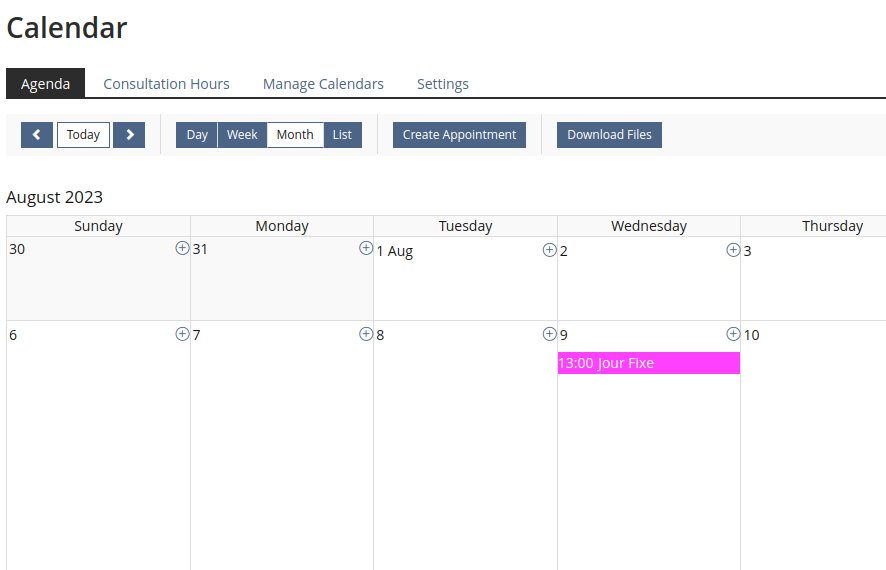 Calendar
Agenda Consultation Hours Manage Calendars Settings
Today Day Week Month List Create Appointment Download Files
August 2023
Sunday Monday Tuesday Wednesday Thursday
30 31 1 Aug 2 3
6 7 8 9 10
13:00 Jour Fixe